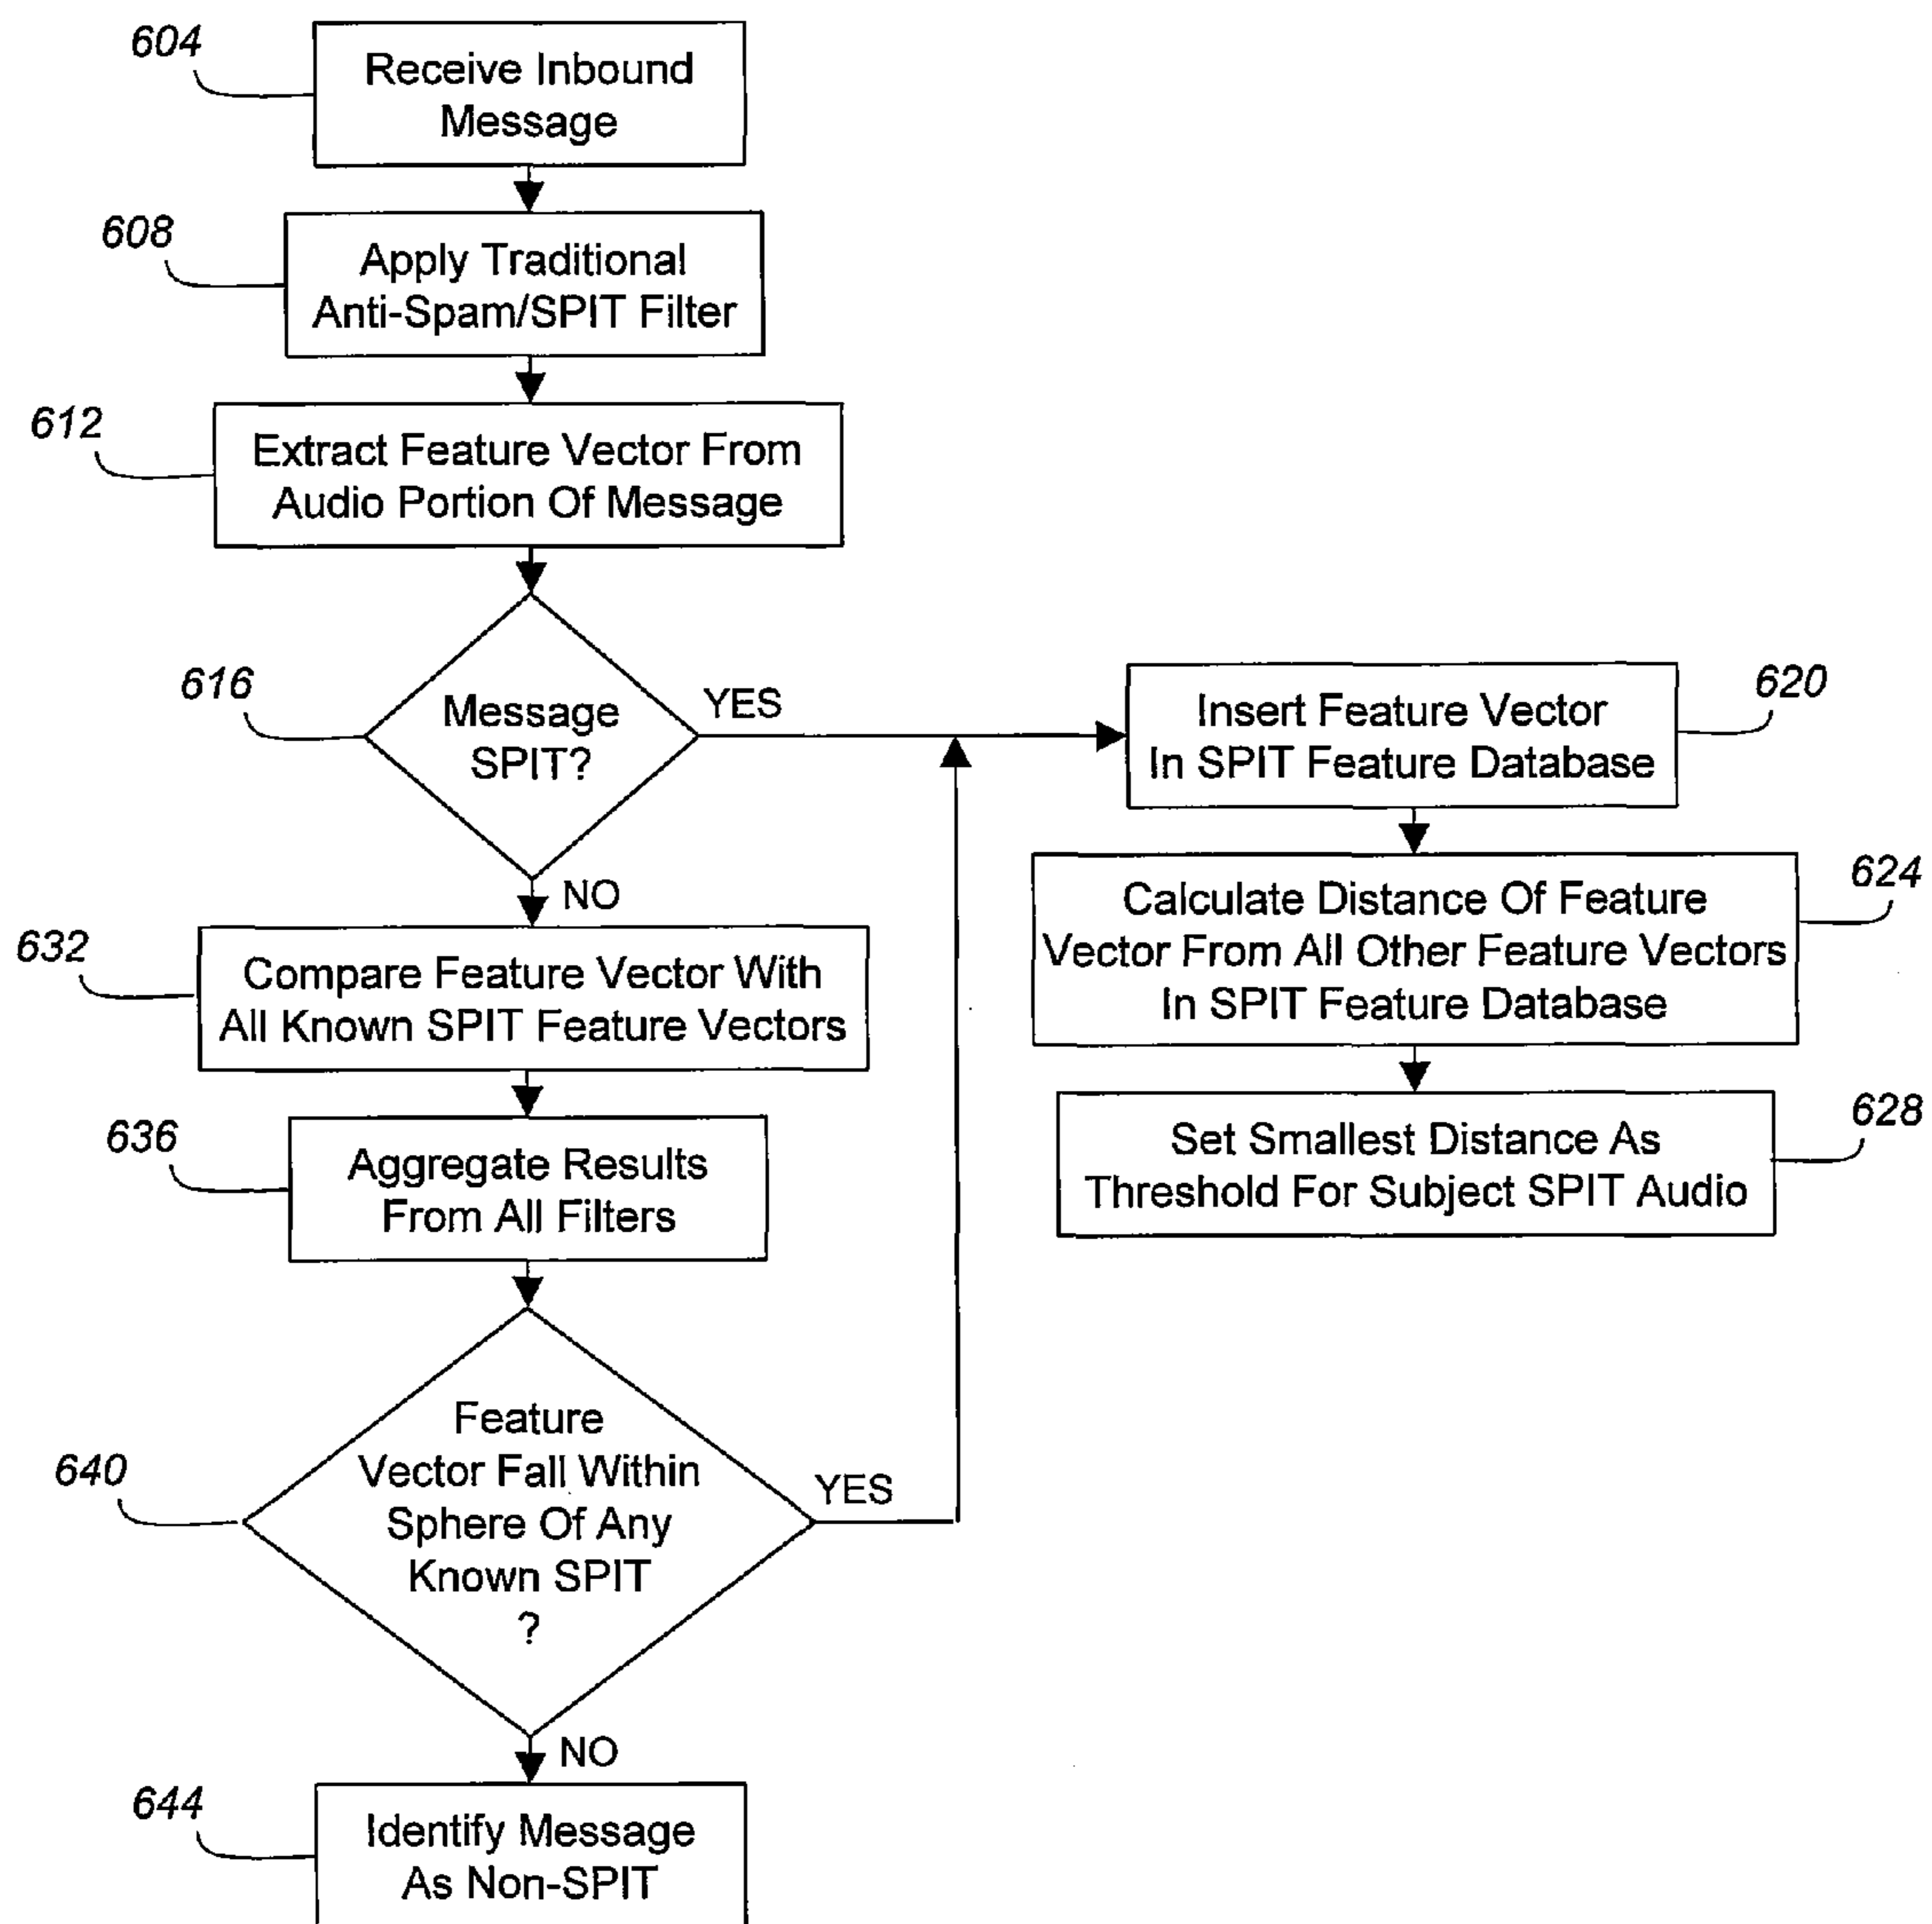 604
Receive Inbound
Message
608
Apply Traditional
Anti-Spam/SPIT Filter
612
Extract Feature Vector From
Audio Portion Of Message
616
Message
SPIT?
YES
NO
620
Insert Feature Vector
In SPIT Feature Database
624
Calculate Distance Of Feature
Vector From All Other Feature Vectors
In SPIT Feature Database
628
Set Smallest Distance As
Threshold For Subject SPIT Audio
632
Compare Feature Vector With
All Known SPIT Feature Vectors
636
Aggregate Results
From All Filters
640
Feature
Vector Fall Within
Sphere Of Any
Known SPIT
?
YES
NO
644
Identify Message
As Non-SPIT